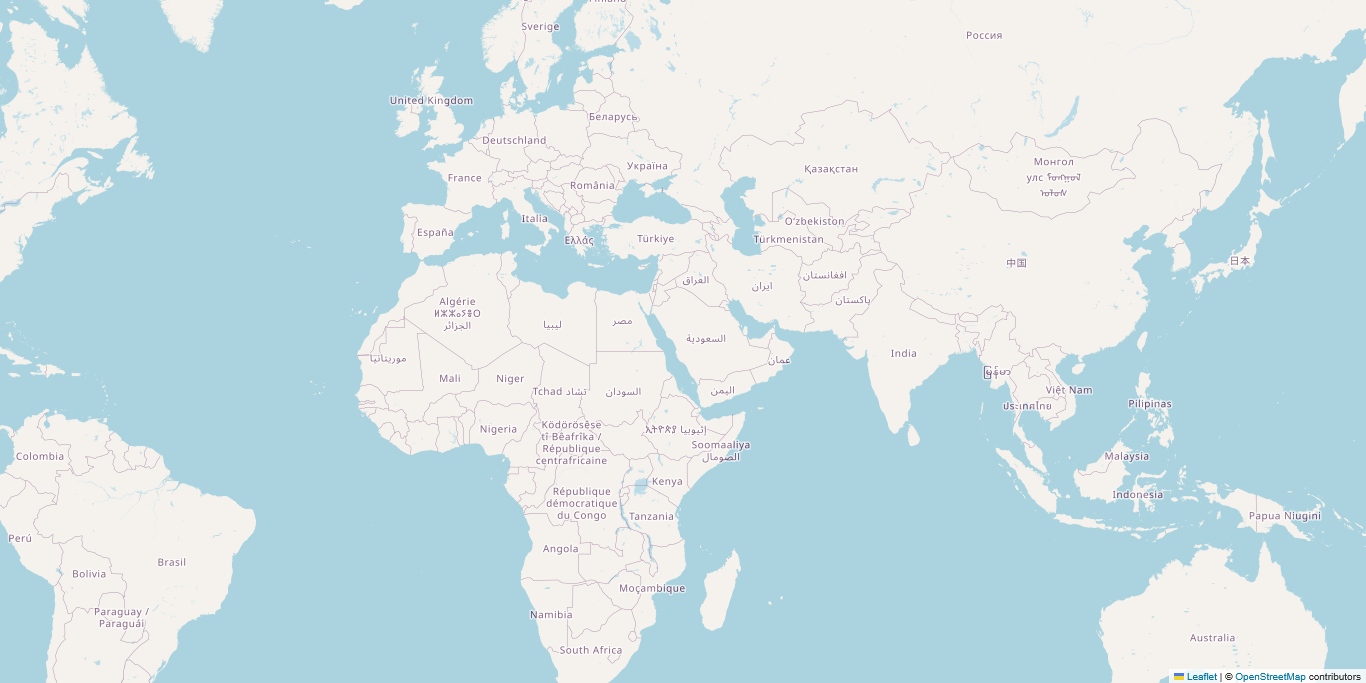 Sverige
Россия
United Kingdom
Беларусь
Deutschland
Україна
Монгол
улс
Қазақстан
France
România
Italia
Oʻzbekiston
España
Ελλάς
Türkiye
Türkmenistan
中国
日本
افغانستان
العراق
ایران
پاکستان
Algérie
ⵍⵣⵣⴰⵢⴻⵔ
الجزائر
ليبيا
مصر
السعودية
موريتانيا
India
عمان
Mali
Niger
Tchad تشاد
السودان
اليمن
မြန်မာ
Việt Nam
ประเทศไทย
Pilipinas
Nigeria
Ködörösêse
tî Bêafrîka /
République
centrafricaine
إثيوبيا
Soomaaliya
الصومال
Colombia
Malaysia
Kenya
Indonesia
République
démocratique
du Congo
Tanzania
Papua Niugini
Perú
Angola
Brasil
Bolivia
Moçambique
Paraguay /
Paraguái
Namibia
South Africa
Australia
Leaflet | © OpenStreetMap contributors